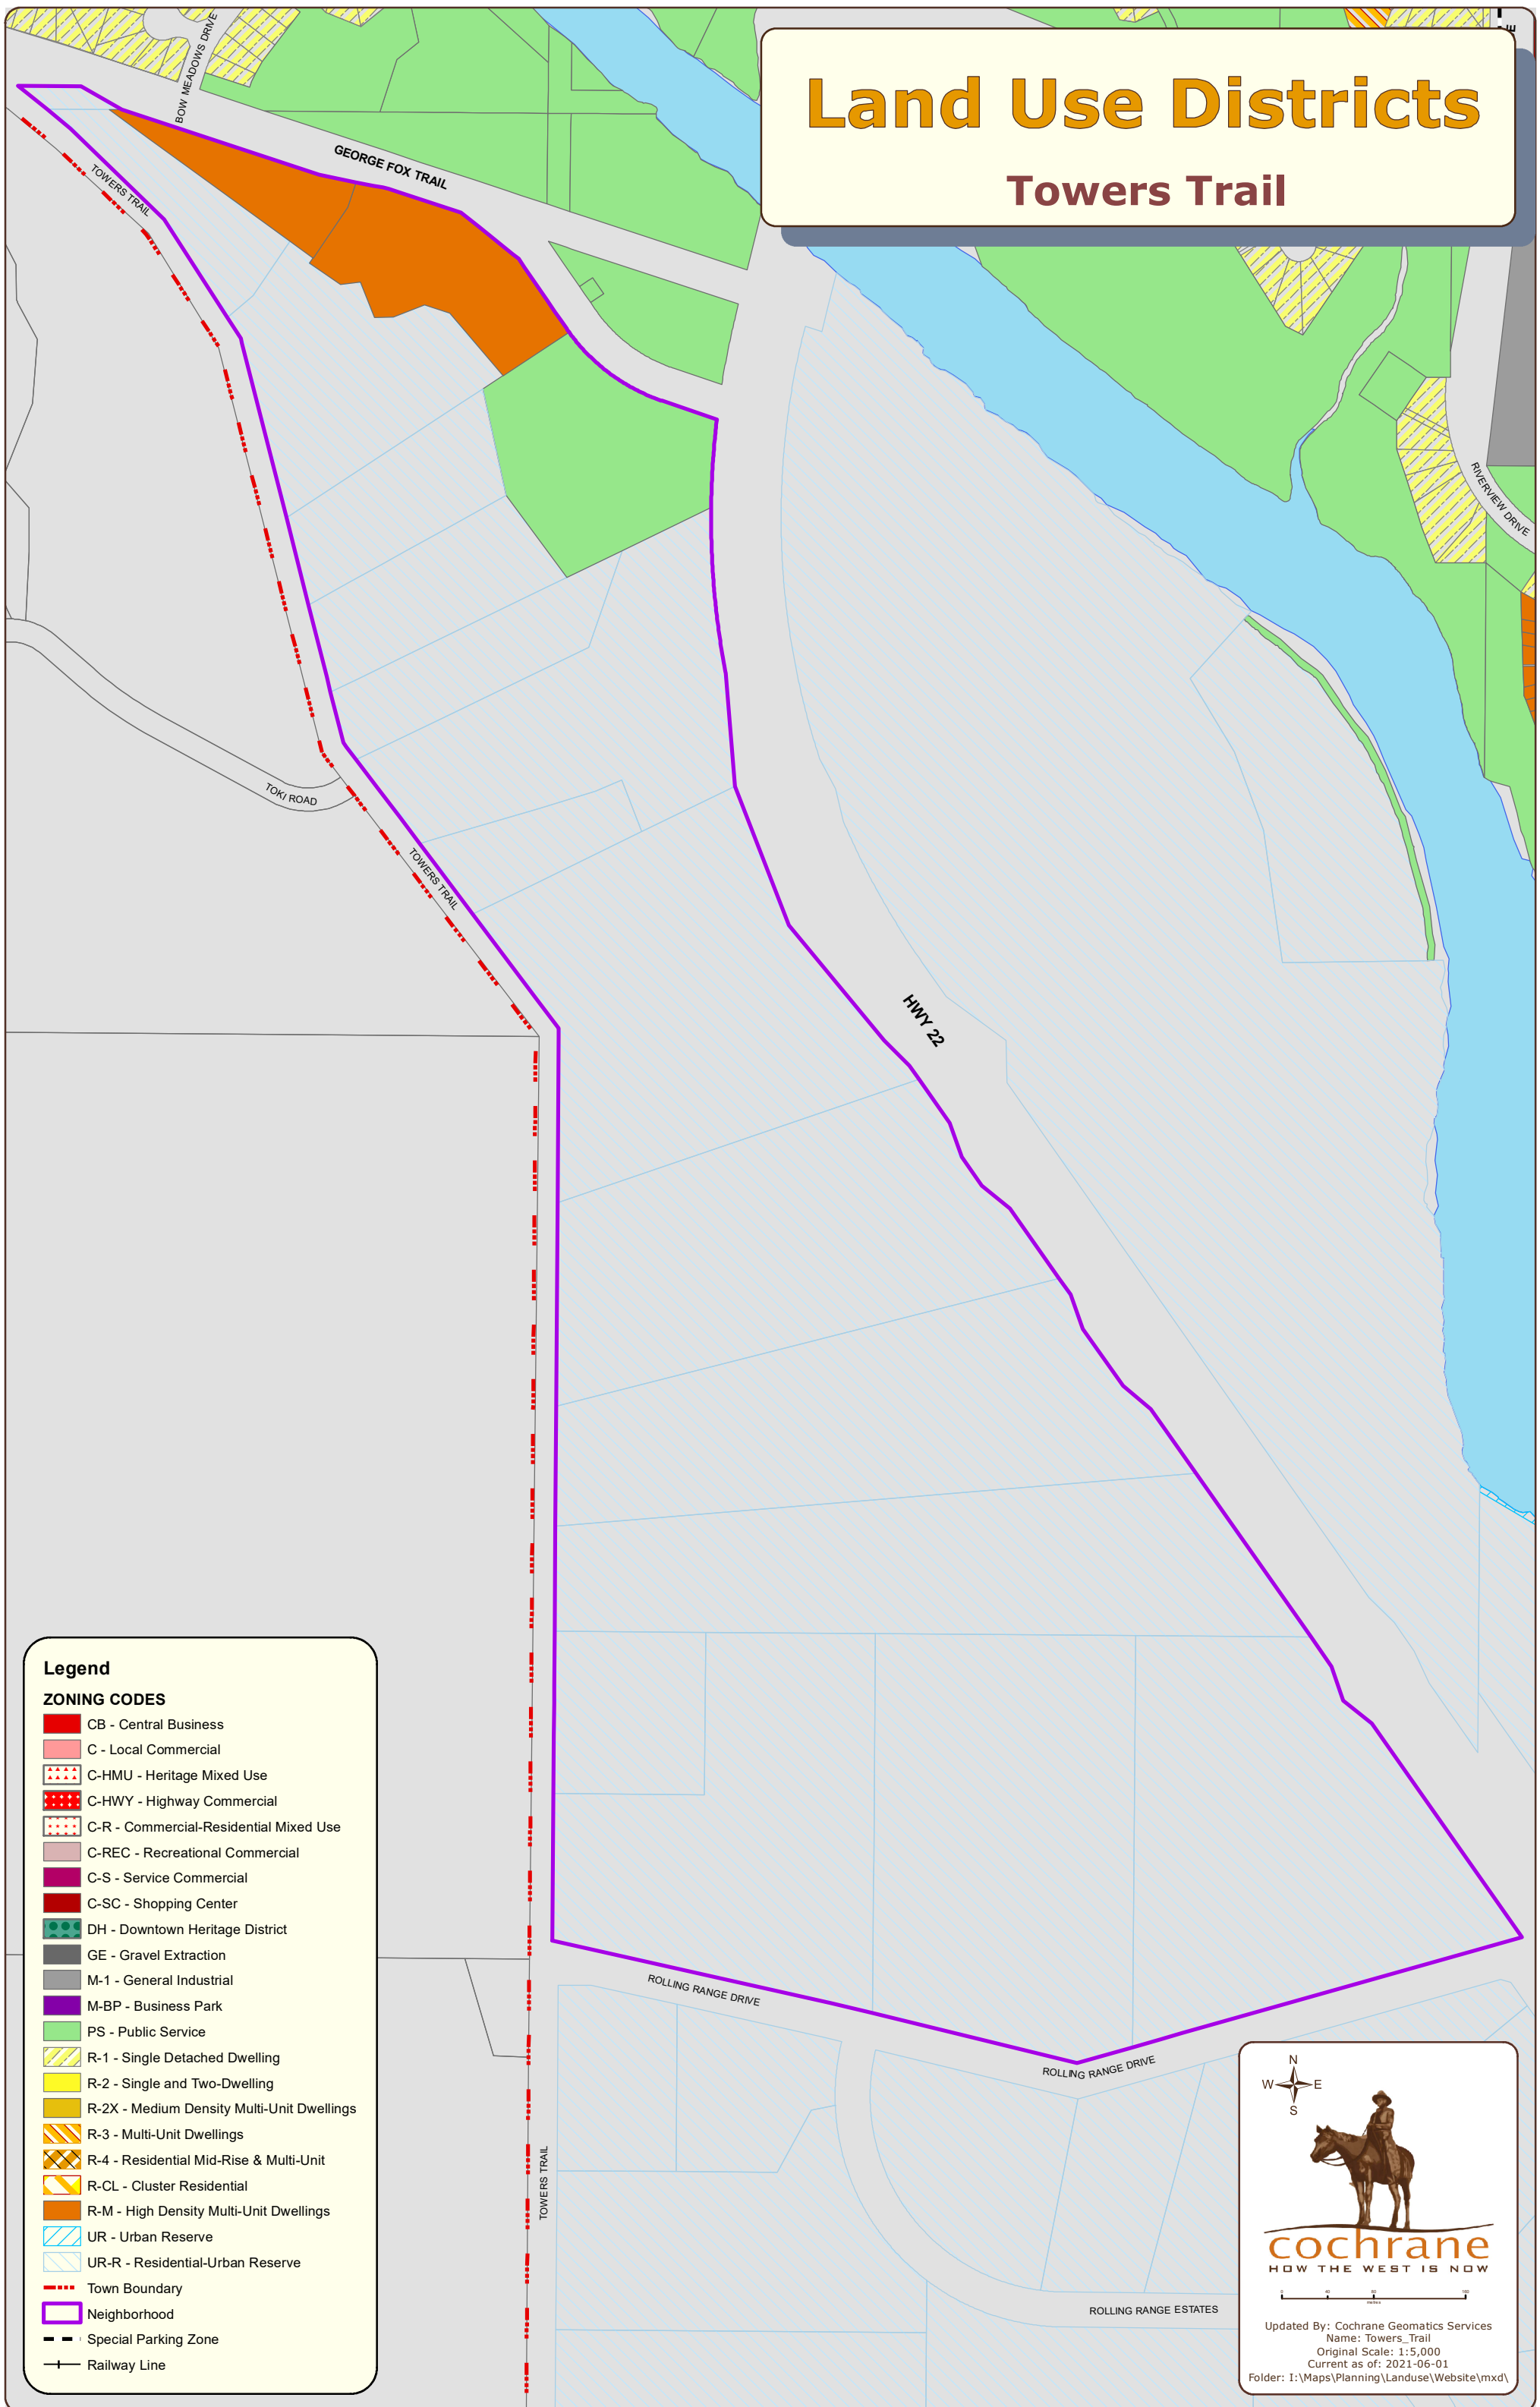 Land Use Districts
Towers Trail
BOW MEADOWS DRIVE
GEORGE FOX TRAIL
TOWERS TRAIL
RIVERVIEW DRIVE
TOKI ROAD
TOWERS TRAIL
HWY 22
ROLLING RANGE DRIVE
ROLLING RANGE DRIVE
TOWERS TRAIL
ROLLING RANGE ESTATES
Legend
ZONING CODES
CB - Central Business
C - Local Commercial
C-HMU - Heritage Mixed Use
C-HWY - Highway Commercial
C-R - Commercial-Residential Mixed Use
C-REC - Recreational Commercial
C-S - Service Commercial
C-SC - Shopping Center
DH - Downtown Heritage District
GE - Gravel Extraction
M-1 - General Industrial
M-BP - Business Park
PS - Public Service
R-1 - Single Detached Dwelling
R-2 - Single and Two-Dwelling
R-2X - Medium Density Multi-Unit Dwellings
R-3 - Multi-Unit Dwellings
R-4 - Residential Mid-Rise & Multi-Unit
R-CL - Cluster Residential
R-M - High Density Multi-Unit Dwellings
UR - Urban Reserve
UR-R - Residential-Urban Reserve
Town Boundary
Neighborhood
Special Parking Zone
Railway Line
N
W E
S
cochrane
HOW THE WEST IS NOW
Updated By: Cochrane Geomatics Services
Name: Towers_Trail
Original Scale: 1:5,000
Current as of: 2021-06-01
Folder: I:\Maps\Planning\Landuse\Website\mxd\